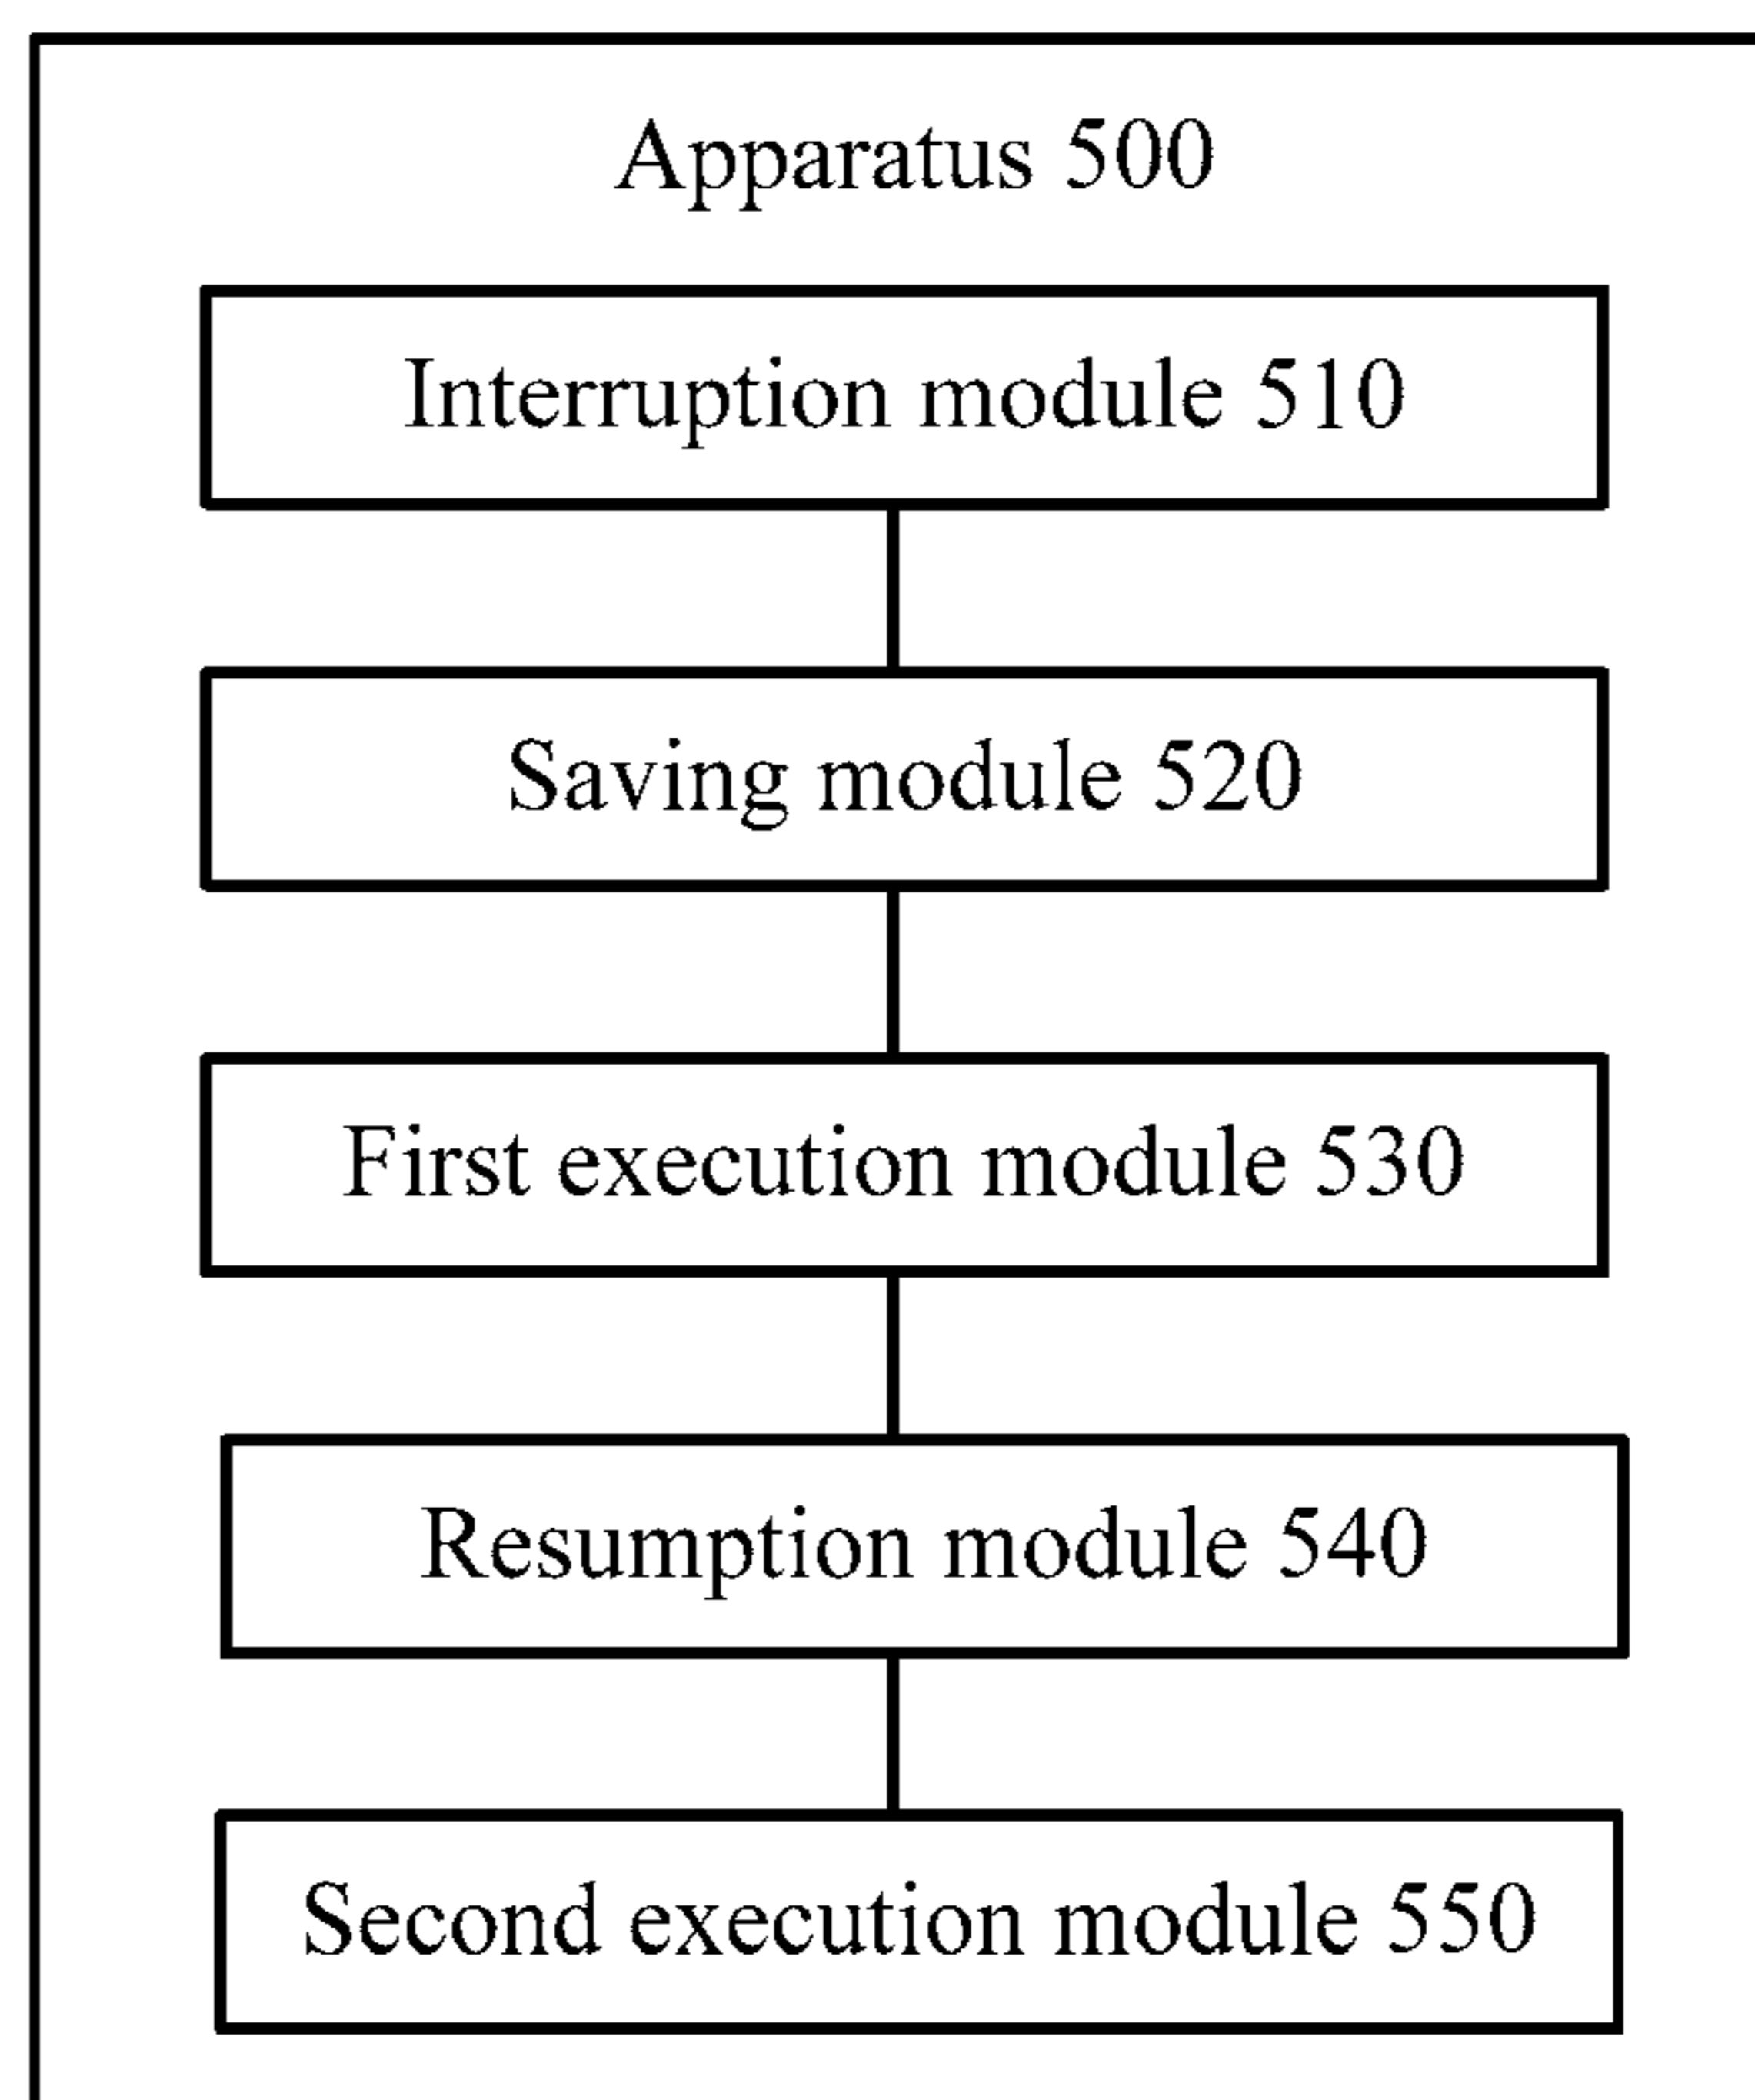 Apparatus 500
Interruption module 510
Saving module 520
First execution module 530
Resumption module 540
Second execution module 550